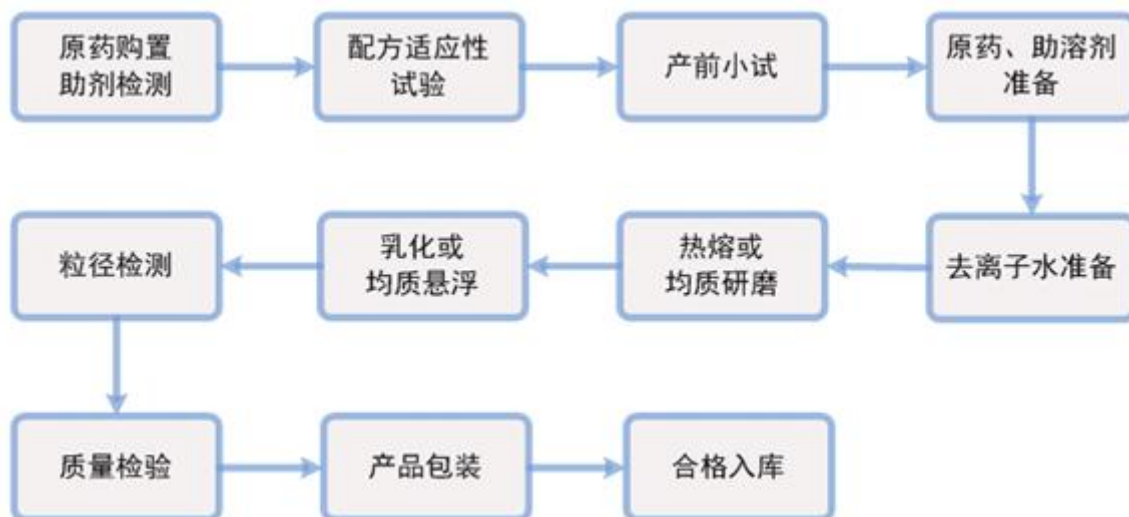 原药购置
助剂检测
配方适应性
试验
产前小试
原药、助溶剂
准备
去离子水准备
热熔或
均质研磨
乳化或
均质悬浮
粒径检测
质量检验
产品包装
合格入库